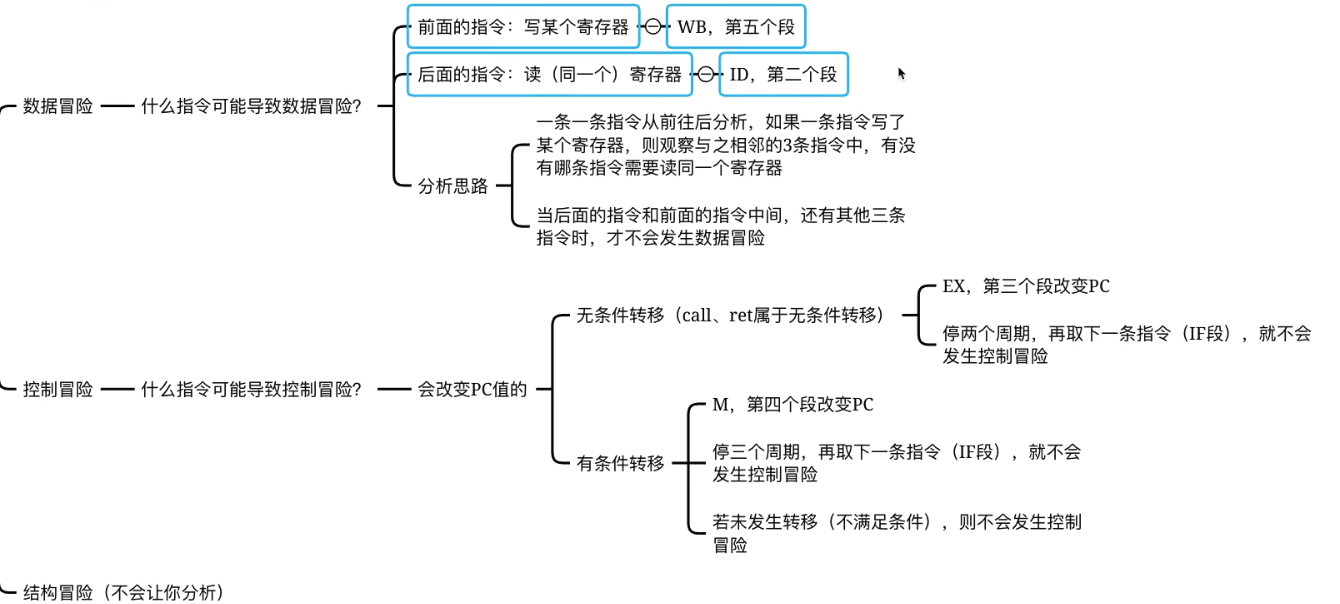 数据冒险
什么指令可能导致数据冒险？
前面的指令：写某个寄存器
WB，第五个段
后面的指令：读（同一个）寄存器
ID，第二个段
分析思路
一条一条指令从前往后分析，如果一条指令写了
某个寄存器，则观察与之相邻的3条指令中，有没
有哪条指令需要读同一个寄存器
当后面的指令和前面的指令中间，还有其他三条
指令时，才不会发生数据冒险
控制冒险
什么指令可能导致控制冒险？
会改变PC值的
无条件转移（call、ret属于无条件转移）
EX，第三个段改变PC
停两个周期，再取下一条指令（IF段），就不会
发生控制冒险
有条件转移
M，第四个段改变PC
停三个周期，再取下一条指令（IF段），就不会
发生控制冒险
若未发生转移（不满足条件），则不会发生控制
冒险
结构冒险（不会让你分析）